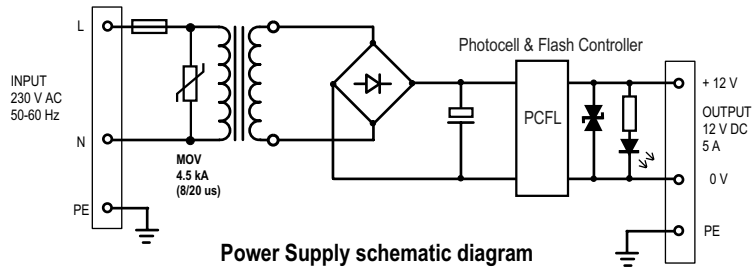 L
INPUT
230 V AC
50-60 Hz
N
PE
MOV
4.5 kA
(8/20 us)
Photocell & Flash Controller
PCFL
+ 12 V
OUTPUT
12 V DC
5 A
0 V
PE
Power Supply schematic diagram